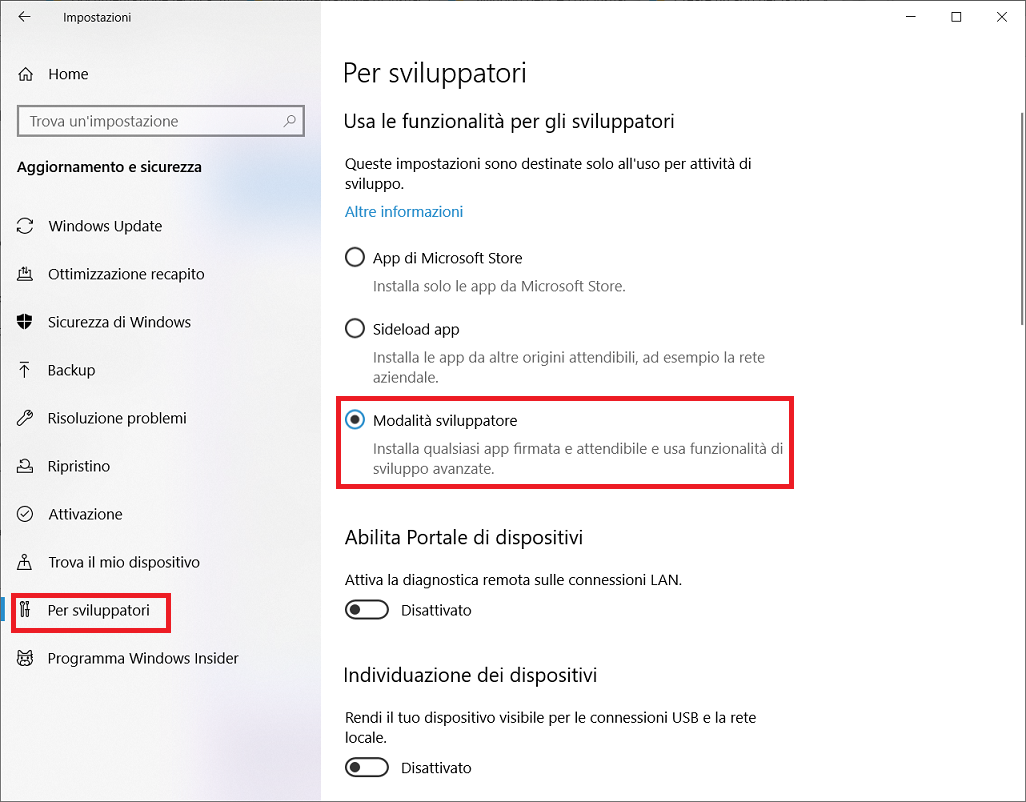 Impostazioni
Home
Trova un'impostazione
Aggiornamento e sicurezza
Windows Update
Ottimizzazione recapito
Sicurezza di Windows
Backup
Risoluzione problemi
Ripristino
Attivazione
Trova il mio dispositivo
Per sviluppatori
Programma Windows Insider
Per sviluppatori
Usa le funzionalità per gli sviluppatori
Queste impostazioni sono destinate solo all'uso per attività di
sviluppo.
Altre informazioni
App di Microsoft Store
Installa solo le app da Microsoft Store.
Sideload app
Installa le app da altre origini attendibili, ad esempio la rete
aziendale.
Modalità sviluppatore
Installa qualsiasi app firmata e attendibile e usa funzionalità di
sviluppo avanzate.
Abilita Portale di dispositivi
Attiva la diagnostica remota sulle connessioni LAN.
Disattivato
Individuazione dei dispositivi
Rendi il tuo dispositivo visibile per le connessioni USB e la rete
locale.
Disattivato